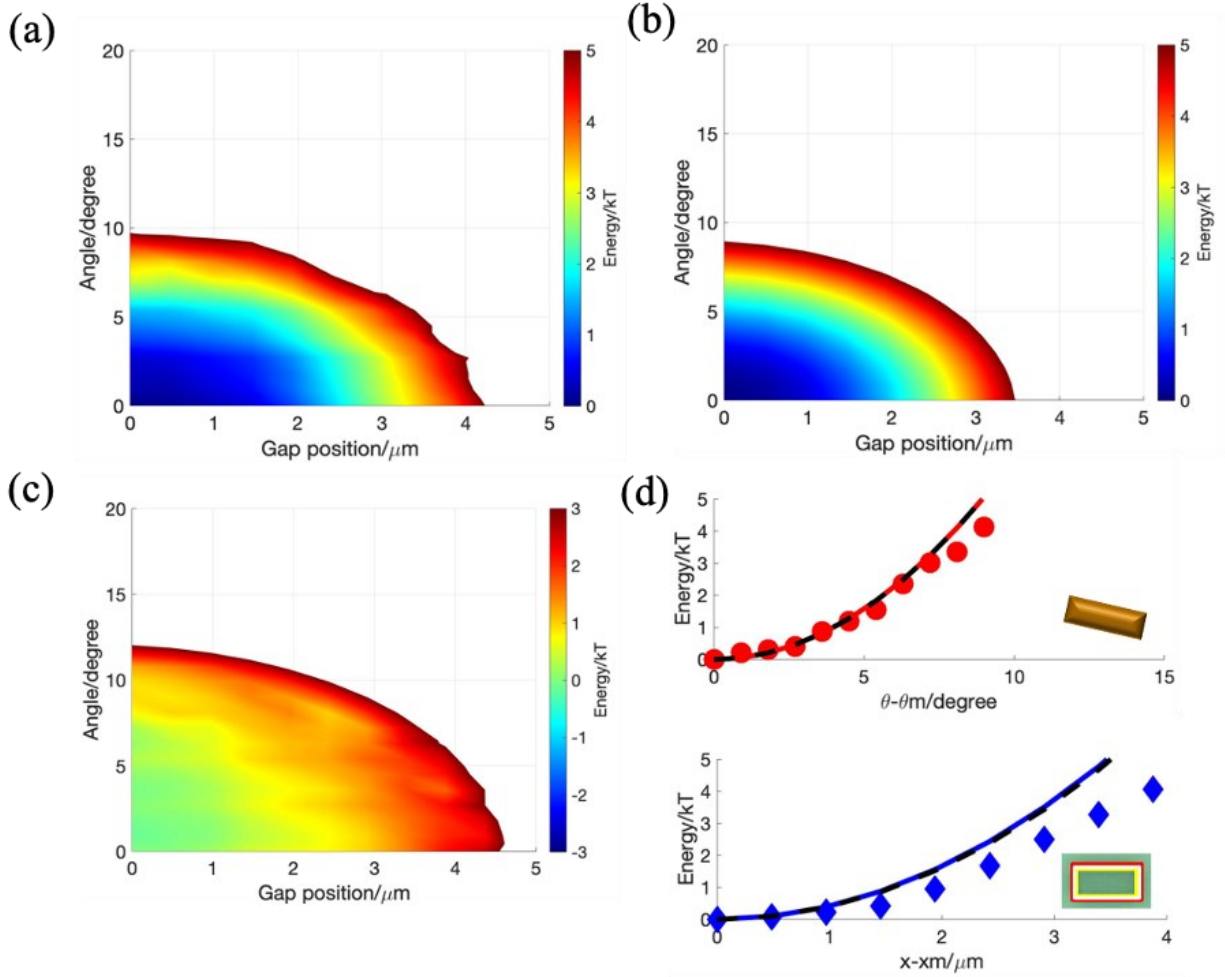 (a)
20
15
10
5
0
Angle/degree
0 1 2 3 4 5
Gap position/μm
5
4
3
2
1
0
Energy/kT
(b)
20
15
10
5
0
Angle/degree
0 1 2 3 4 5
Gap position/μm
5
4
3
2
1
0
Energy/kT
(c)
20
15
10
5
0
Angle/degree
0 1 2 3 4 5
Gap position/μm
3
2
1
0
-1
-2
-3
Energy/kT
(d)
5
4
3
2
1
0
Energy/kT
0 5 10 15
θ-θm/degree
5
4
3
2
1
0
Energy/kT
0 1 2 3 4
x-xm/μm